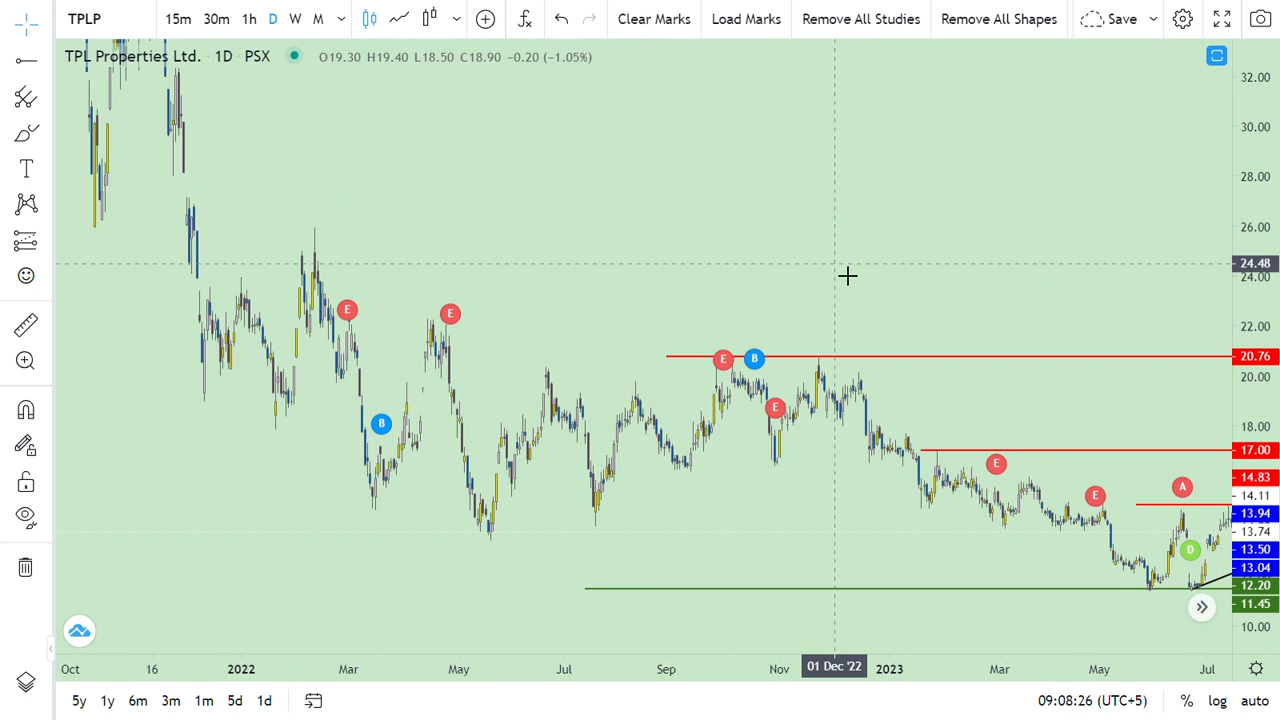 TPLP 15m 30m 1h D W M Clear Marks Load Marks Remove All Studies Remove All Shapes Save
TPL Properties Ltd. · 1D · PSX O19.30 H19.40 L18.50 C18.90 −0.20 (−1.05%)
32.00
30.00
28.00
26.00
24.48
24.00
22.00
20.76
20.00
18.00
17.00
14.83
14.11
13.94
13.74
13.50
13.04
12.20
11.45
10.00
E
E
E
B
E
B
E
E
A
D
T
Oct 16 2022 Mar May Jul Sep Nov 01 Dec '22 2023 Mar May Jul
5y 1y 6m 3m 1m 5d 1d 09:08:26 (UTC+5) % log auto